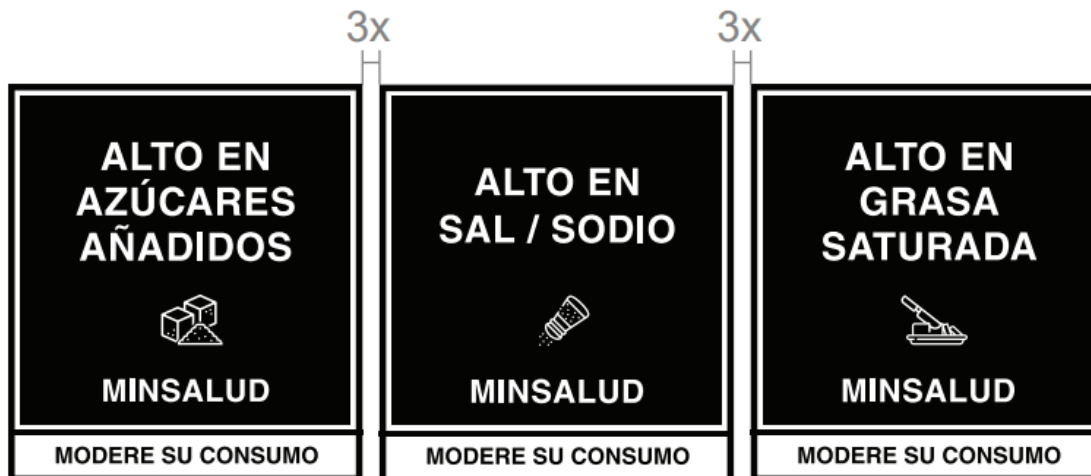 3x
3x
ALTO EN
AZÚCARES
AÑADIDOS
MINSALUD
MODERE SU CONSUMO
ALTO EN
SAL / SODIO
MINSALUD
MODERE SU CONSUMO
ALTO EN
GRASA
SATURADA
MINSALUD
MODERE SU CONSUMO